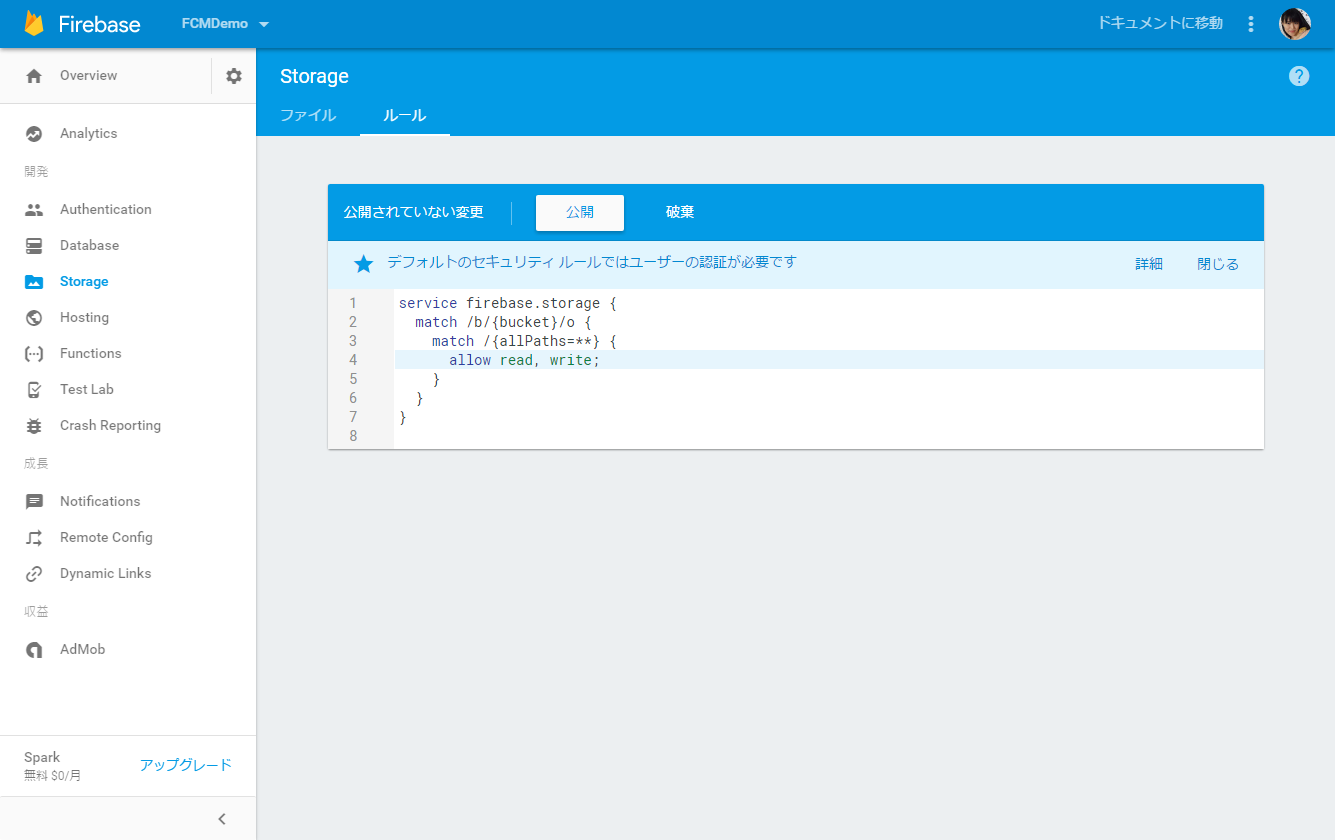 Firebase
FCMDemo
ドキュメントに移動
Overview
Analytics
開発
Authentication
Database
Storage
Hosting
Functions
Test Lab
Crash Reporting
成長
Notifications
Remote Config
Dynamic Links
収益
AdMob
Spark
無料 $0/月
アップグレード
Storage
?
ファイル ルール
公開されていない変更 公開 破棄
デフォルトのセキュリティ ルールではユーザーの認証が必要です 詳細 閉じる
1 service firebase.storage {
2   match /b/{bucket}/o {
3     match /{allPaths=**} {
4       allow read, write;
5     }
6   }
7 }
8